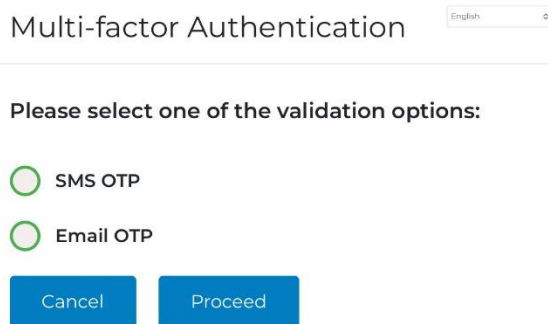 Multi-factor Authentication
English
Please select one of the validation options:
SMS OTP
Email OTP
Cancel Proceed